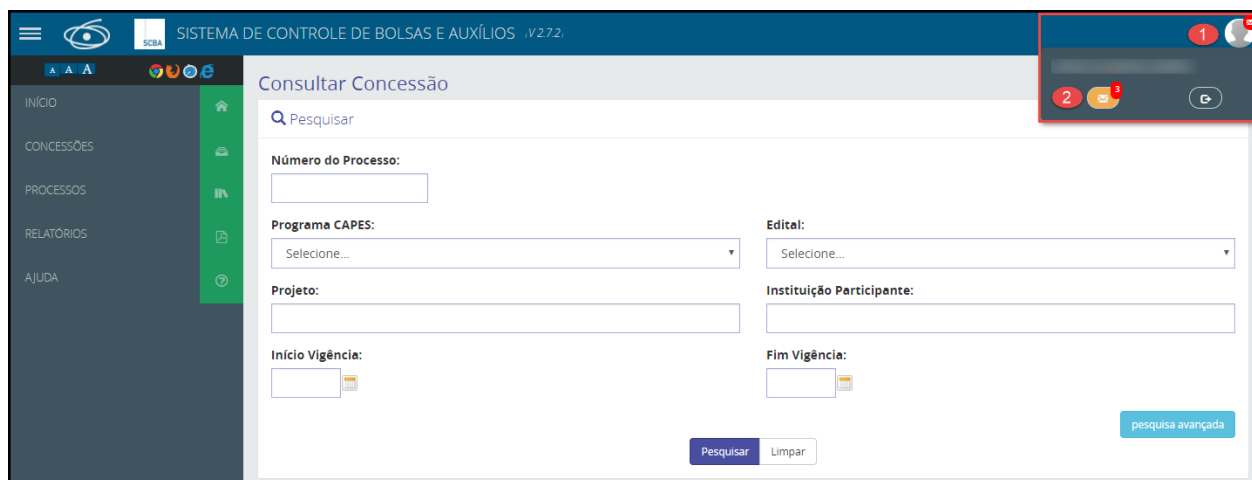 SCBA SISTEMA DE CONTROLE DE BOLSAS E AUXÍLIOS (V 2.7.2) 1
A A A
Consultar Concessão
2 3
INÍCIO
Pesquisar
CONCESSÕES
Número do Processo:
PROCESSOS
Programa CAPES: Edital:
RELATÓRIOS
Selecione... Selecione...
AJUDA
Projeto: Instituição Participante:
Início Vigência: Fim Vigência:
pesquisa avançada
Pesquisar Limpar